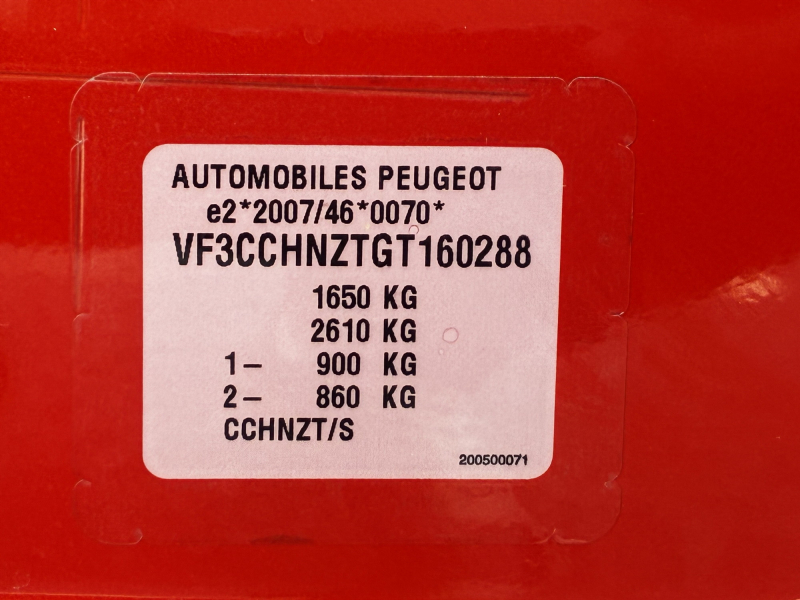 AUTOMOBILES PEUGEOT
e2*2007/46*0070*
VF3CCHNZTGT160288
1650 KG
2610 KG
1- 900 KG
2- 860 KG
CCHNZT/S
200500071